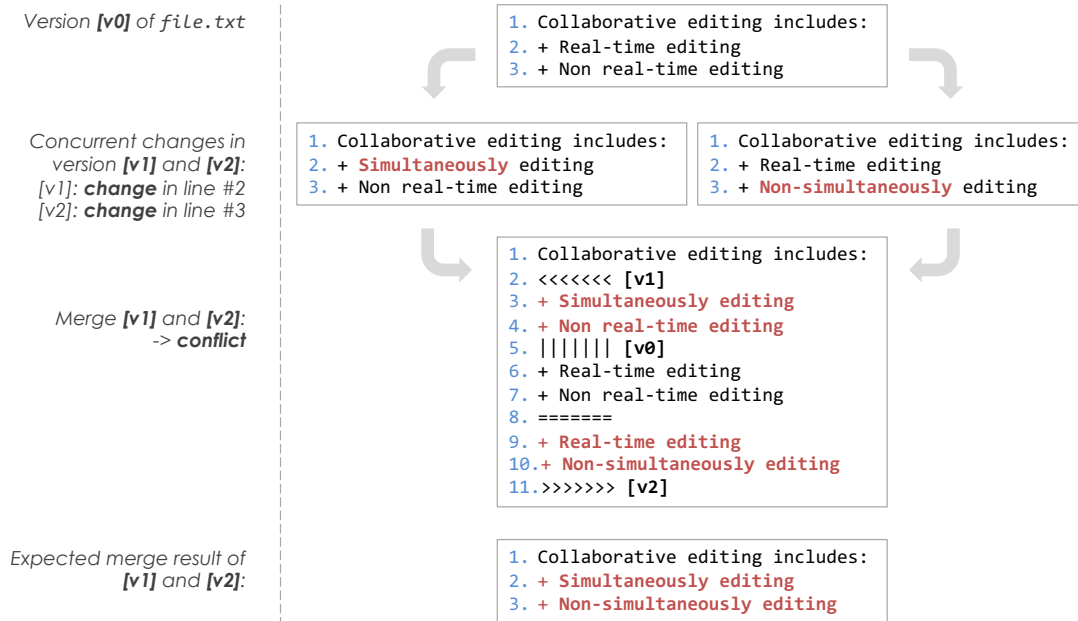 Version [v0] of file.txt
1. Collaborative editing includes:
2. + Real-time editing
3. + Non real-time editing
Concurrent changes in
version [v1] and [v2]:
[v1]: change in line #2
[v2]: change in line #3
1. Collaborative editing includes:
2. + Simultaneously editing
3. + Non real-time editing
1. Collaborative editing includes:
2. + Real-time editing
3. + Non-simultaneously editing
Merge [v1] and [v2]:
-> conflict
1. Collaborative editing includes:
2. <<<<<<< [v1]
3. + Simultaneously editing
4. + Non real-time editing
5. ||||||| [v0]
6. + Real-time editing
7. + Non real-time editing
8. =======
9. + Real-time editing
10.+ Non-simultaneously editing
11.>>>>>>> [v2]
Expected merge result of
[v1] and [v2]:
1. Collaborative editing includes:
2. + Simultaneously editing
3. + Non-simultaneously editing